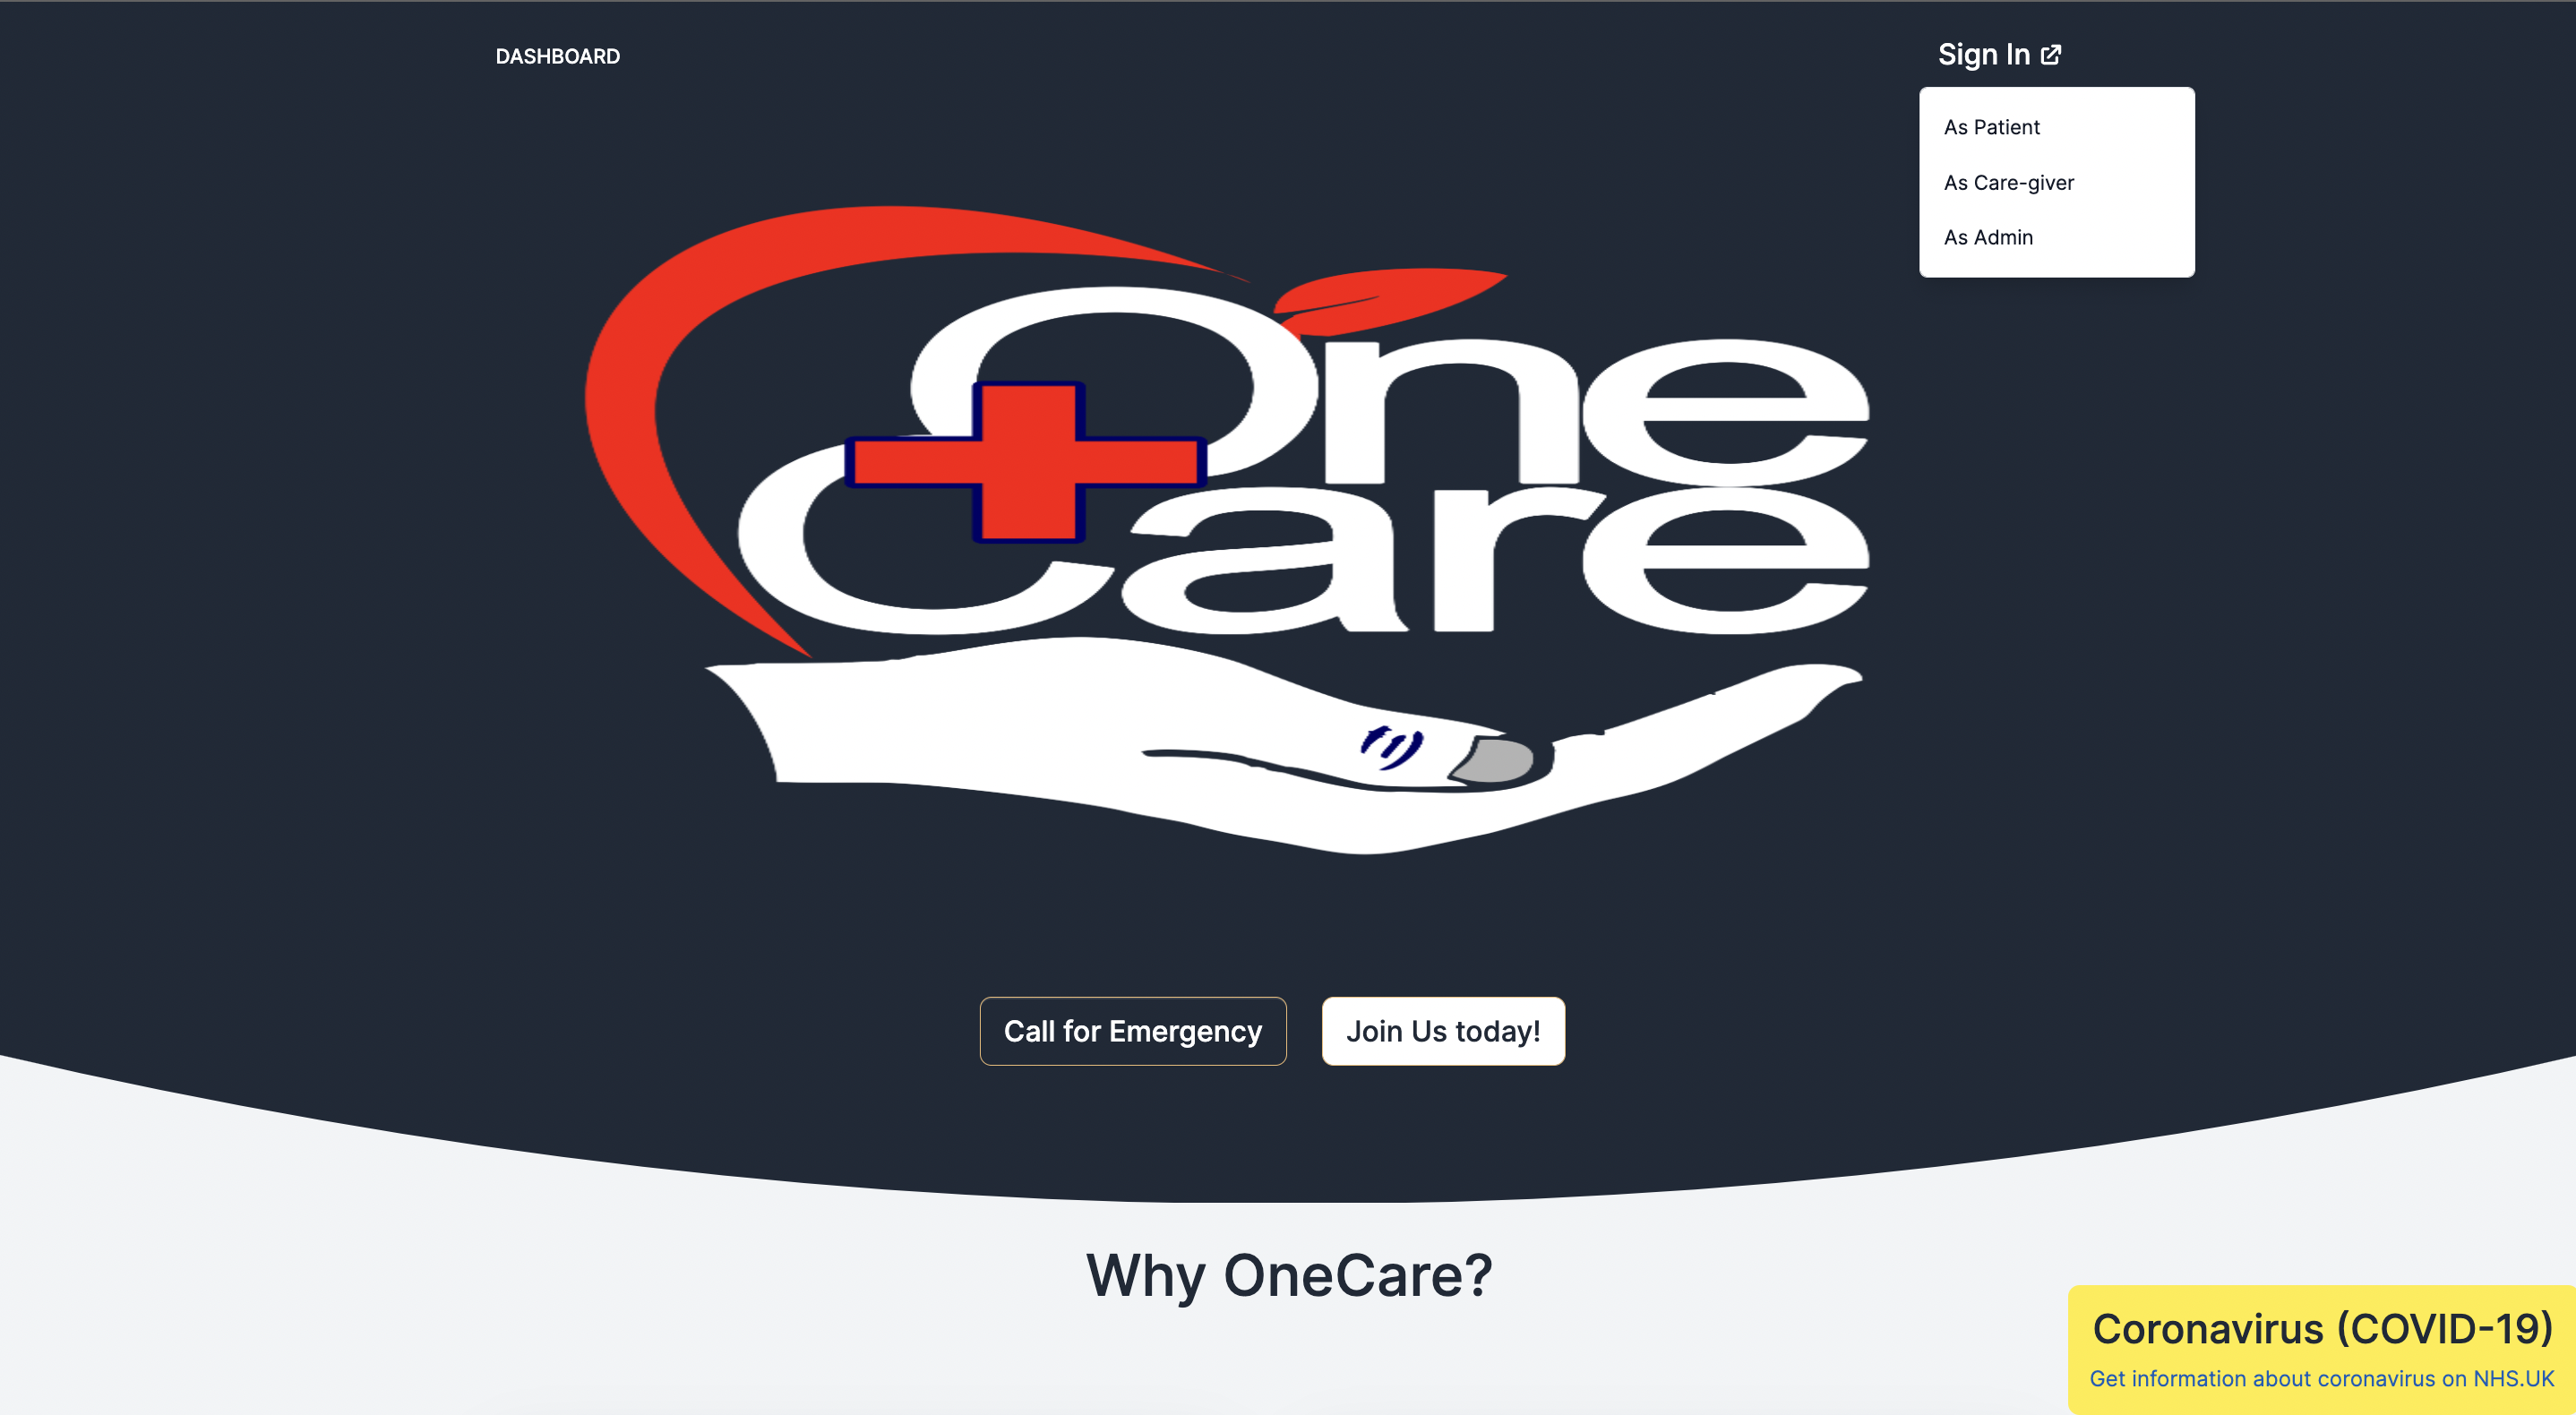 DASHBOARD
Sign In
As Patient
As Care-giver
As Admin
One
Care
Call for Emergency
Join Us today!
Why OneCare?
Coronavirus (COVID-19)
Get information about coronavirus on NHS.UK